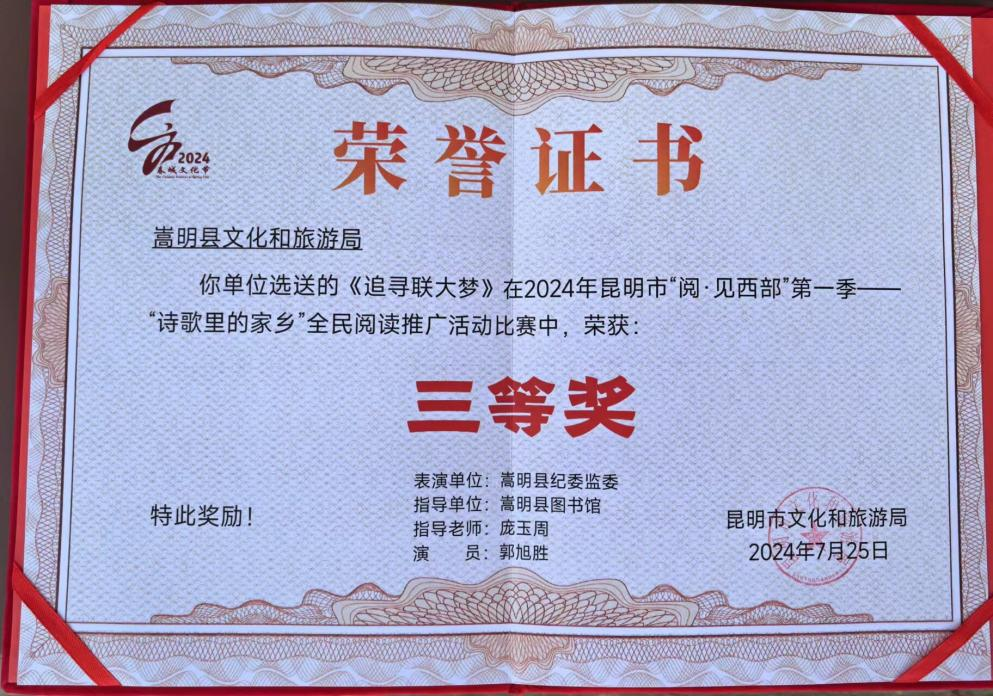 2024
春城文化节
荣誉证书
嵩明县文化和旅游局
你单位选送的《追寻联大梦》在2024年昆明市“阅·见西部”第一季——
“诗歌里的家乡”全民阅读推广活动比赛中，荣获：
三等奖
表演单位：嵩明县纪委监委
指导单位：嵩明县图书馆
指导老师：庞玉周
演　　员：郭旭胜
特此奖励！
昆明市文化和旅游局
2024年7月25日